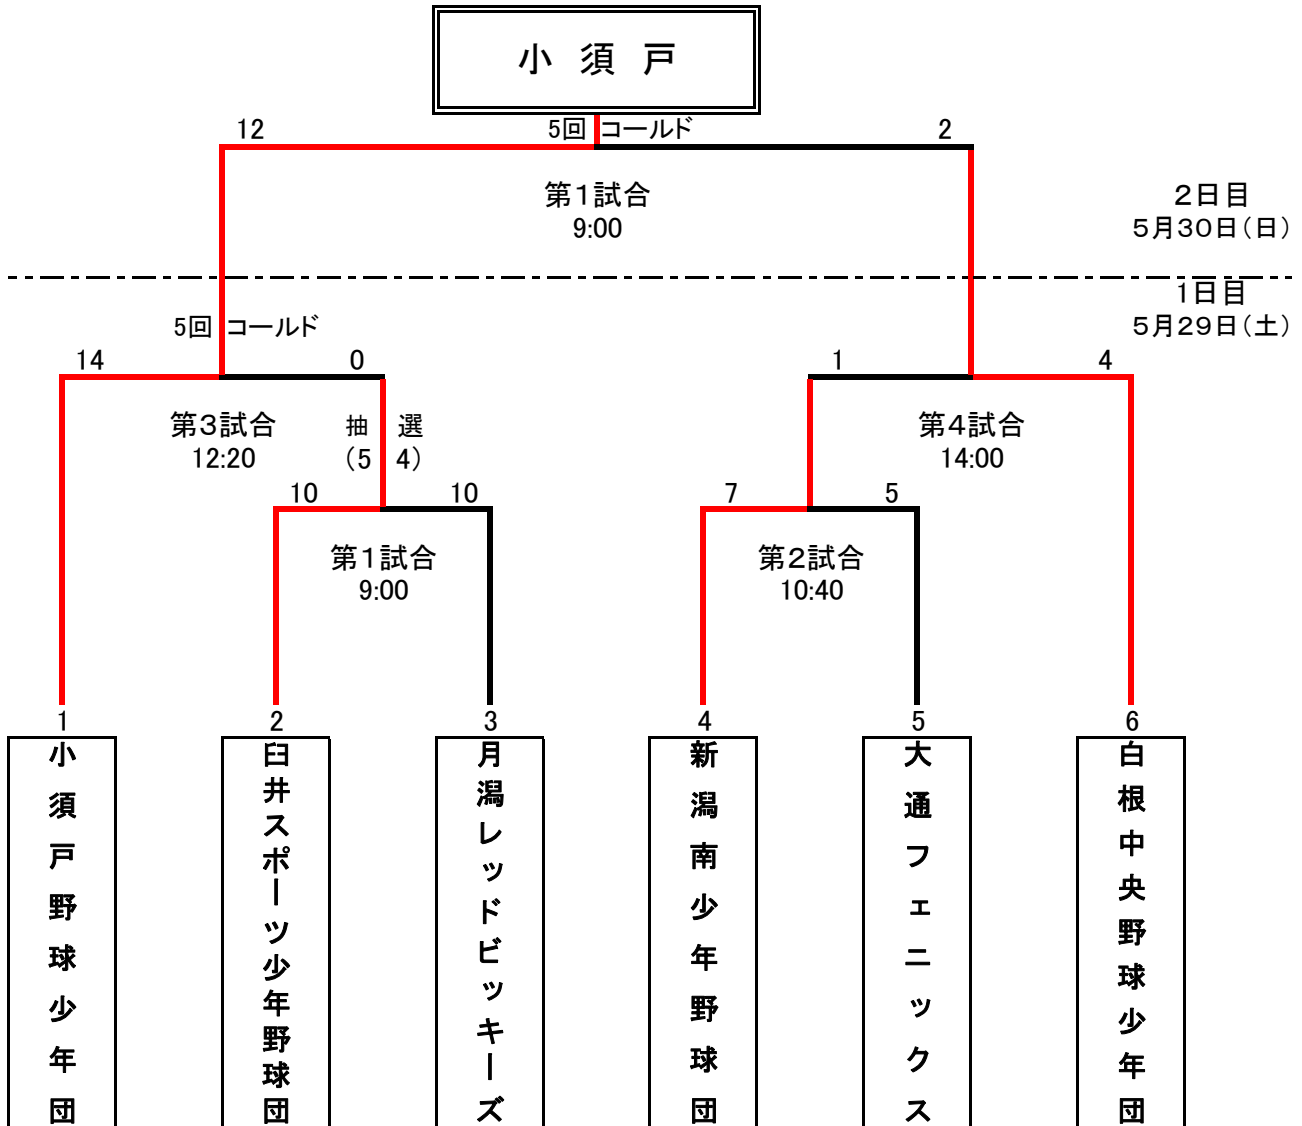 小 須 戸
12 5回 コールド 2
第1試合
9:00
2日目
5月30日(日)
1日目
5月29日(土)
5回 コールド
14 0
1 4
第3試合
12:20
抽 選
(5 4)
第4試合
14:00
10 10
7 5
第1試合
9:00
第2試合
10:40
1 2 3 4 5 6
小須戸野球少年団
臼井スポーツ少年野球団
月潟レッドビッキーズ
新潟南少年野球団
大通フェニックス
白根中央野球少年団